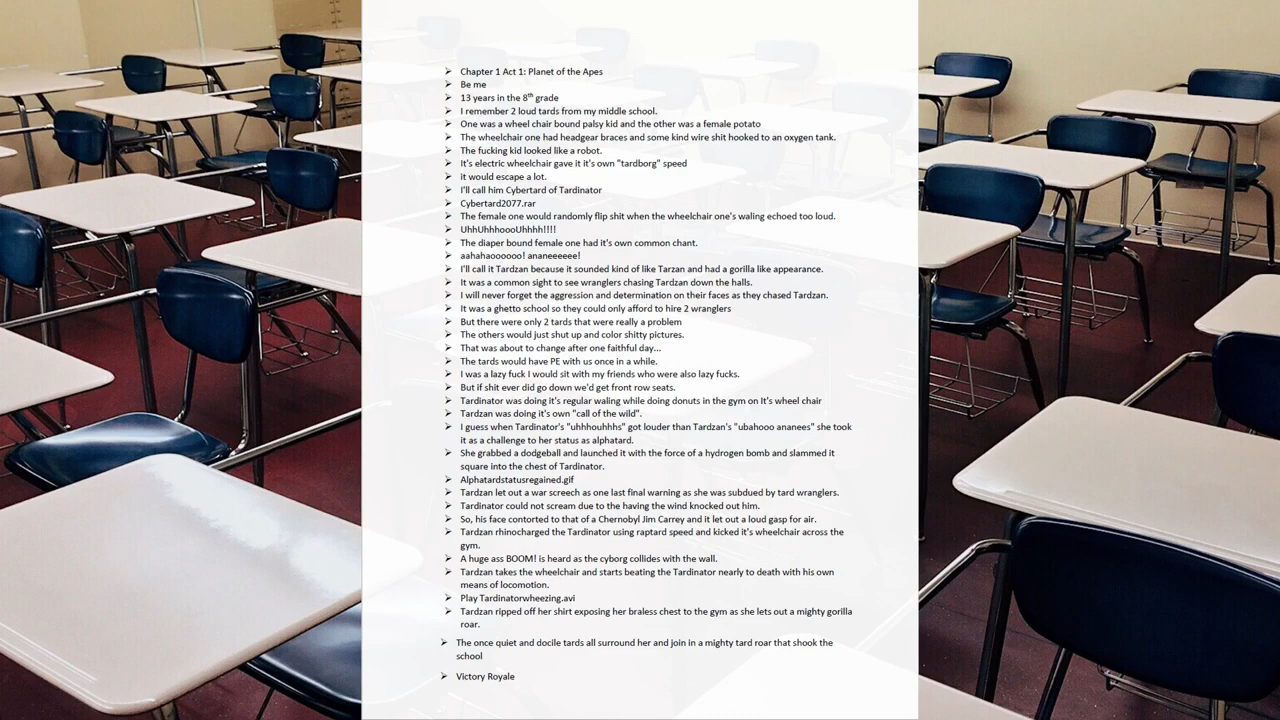 Chapter 1 Act 1: Planet of the Apes
Be me
13 years in the 8th grade
I remember 2 loud tards from my middle school.
One was a wheel chair bound palsy kid and the other was a female potato
The wheelchair one had headgear braces and some kind wire shit hooked to an oxygen tank.
The fucking kid looked like a robot.
It's electric wheelchair gave it it's own "tardborg" speed
it would escape a lot.
I'll call him Cybertard of Tardinator
Cybertard2077.rar
The female one would randomly flip shit when the wheelchair one's waling echoed too loud.
UhhUhhhoooUhhhh!!!!
The diaper bound female one had it's own common chant.
aahahaoooooo! ananeeeeee!
I'll call it Tardzan because it sounded kind of like Tarzan and had a gorilla like appearance.
It was a common sight to see wranglers chasing Tardzan down the halls.
I will never forget the aggression and determination on their faces as they chased Tardzan.
It was a ghetto school so they could only afford to hire 2 wranglers
But there were only 2 tards that were really a problem
The others would just shut up and color shitty pictures.
That was about to change after one faithful day...
The tards would have PE with us once in a while.
I was a lazy fuck I would sit with my friends who were also lazy fucks.
But if shit ever did go down we'd get front row seats.
Tardinator was doing it's regular waling while doing donuts in the gym on It's wheel chair
Tardzan was doing it's own "call of the wild".
I guess when Tardinator's "uhhhouhhhs" got louder than Tardzan's "ubahooo ananees" she took
it as a challenge to her status as alphatard.
She grabbed a dodgeball and launched it with the force of a hydrogen bomb and slammed it
square into the chest of Tardinator.
Alphatardstatusregained.gif
Tardzan let out a war screech as one last final warning as she was subdued by tard wranglers.
Tardinator could not scream due to the having the wind knocked out him.
So, his face contorted to that of a Chernobyl Jim Carrey and it let out a loud gasp for air.
Tardzan rhinocharged the Tardinator using raptard speed and kicked it's wheelchair across the
gym.
A huge ass BOOM! is heard as the cyborg collides with the wall.
Tardzan takes the wheelchair and starts beating the Tardinator nearly to death with his own
means of locomotion.
Play Tardinatorwheezing.avi
Tardzan ripped off her shirt exposing her braless chest to the gym as she lets out a mighty gorilla
roar.
The once quiet and docile tards all surround her and join in a mighty tard roar that shook the
school
Victory Royale